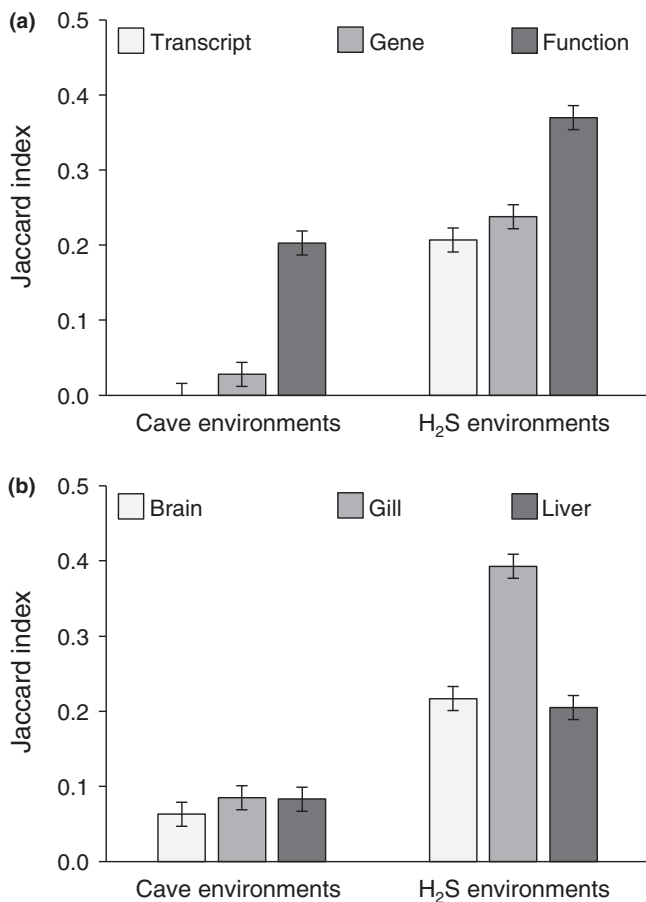 (a)
0.5
Transcript Gene Function
0.4
0.3
0.2
0.1
0.0
Jaccard index
Cave environments H₂S environments
(b)
0.5
Brain Gill Liver
0.4
0.3
0.2
0.1
0.0
Jaccard index
Cave environments H₂S environments